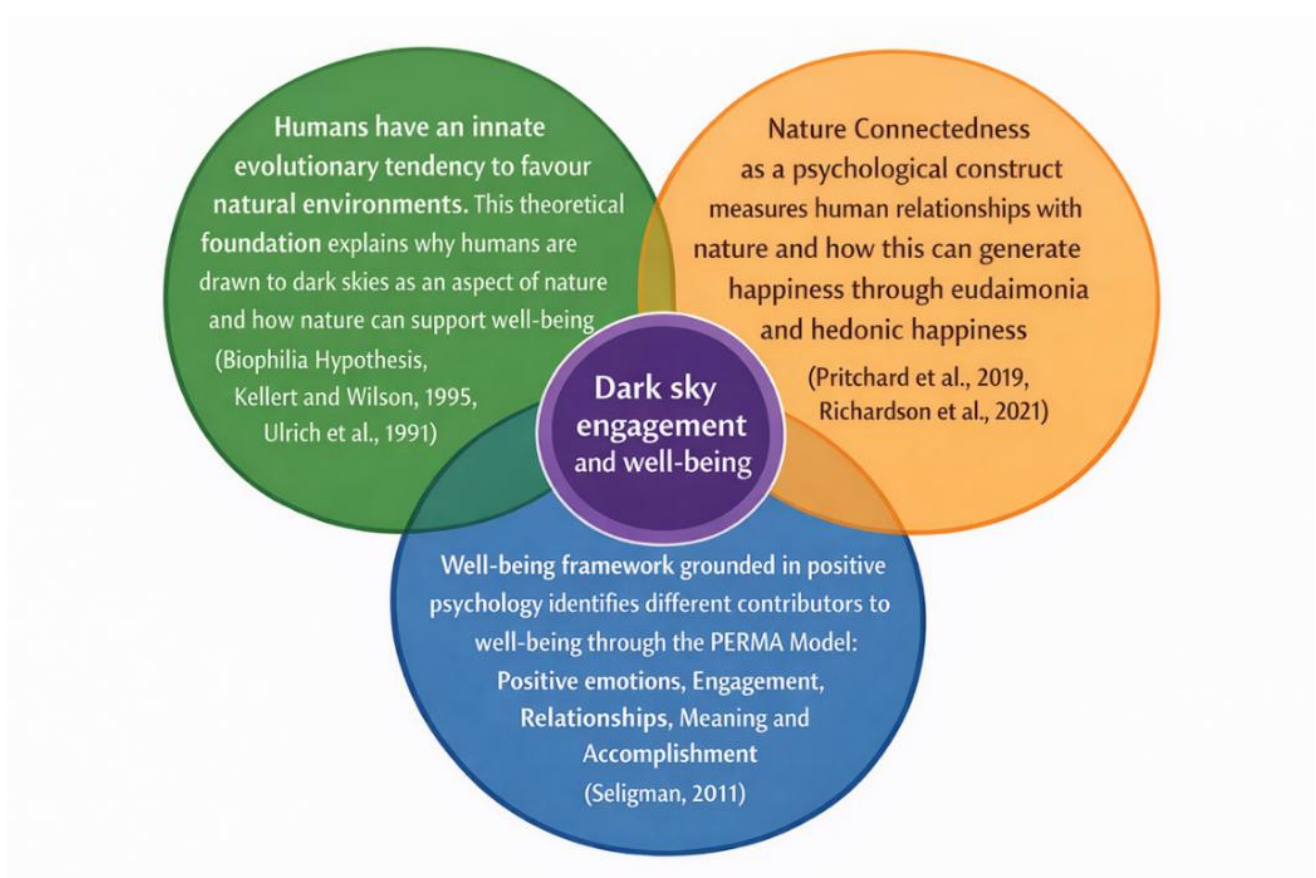 Humans have an innate
evolutionary tendency to favour
natural environments. This theoretical
foundation explains why humans are
drawn to dark skies as an aspect of nature
and how nature can support well-being
(Biophilia Hypothesis,
Kellert and Wilson, 1995,
Ulrich et al., 1991)
Nature Connectedness
as a psychological construct
measures human relationships with
nature and how this can generate
happiness through eudaimonia
and hedonic happiness
(Pritchard et al., 2019,
Richardson et al., 2021)
Dark sky
engagement
and well-being
Well-being framework grounded in positive
psychology identifies different contributors to
well-being through the PERMA Model:
Positive emotions, Engagement,
Relationships, Meaning and
Accomplishment
(Seligman, 2011)